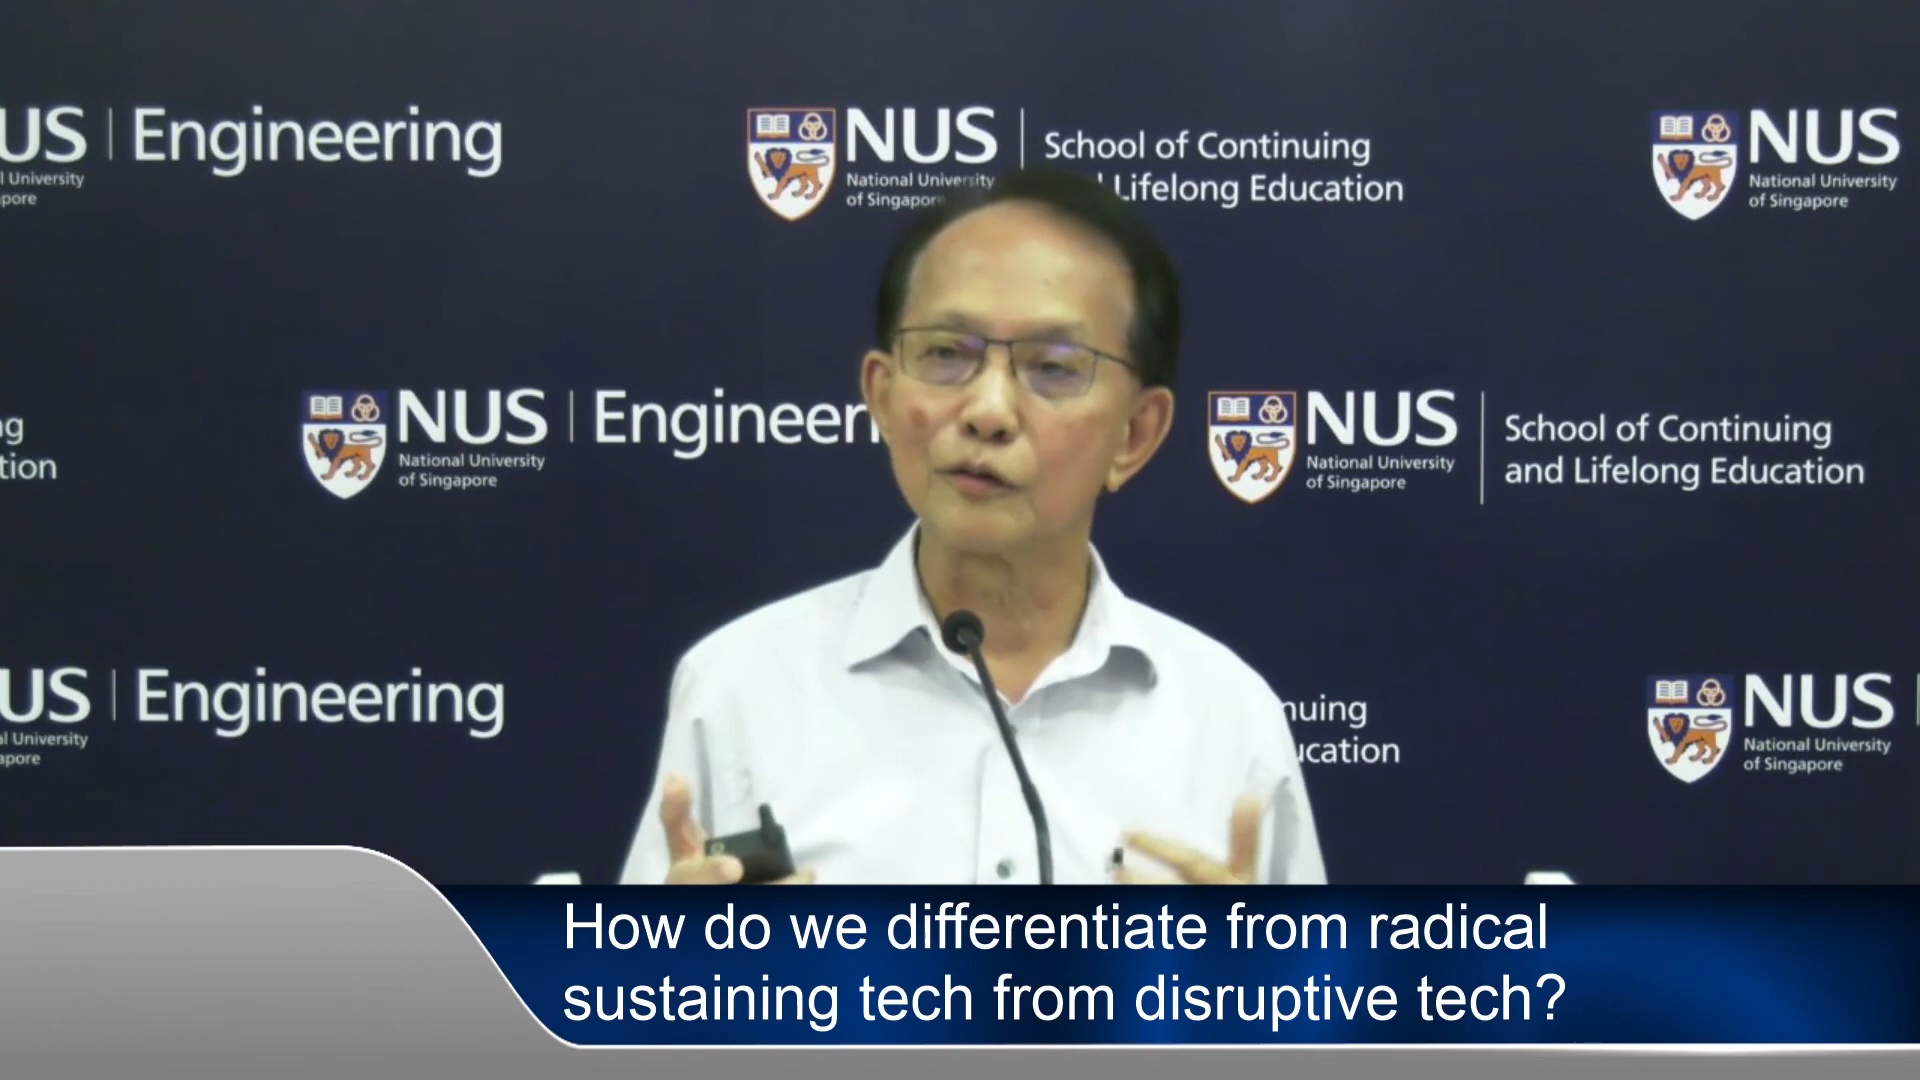 US | Engineering
l University
pore
NUS
National University
of Singapore
School of Continuing
Lifelong Education
NUS
National University
of Singapore
g
tion
NUS | Engineer
National University
of Singapore
NUS
National University
of Singapore
School of Continuing
and Lifelong Education
US | Engineering
l University
apore
nuing
ucation
NUS
National University
of Singapore
How do we differentiate from radical
sustaining tech from disruptive tech?